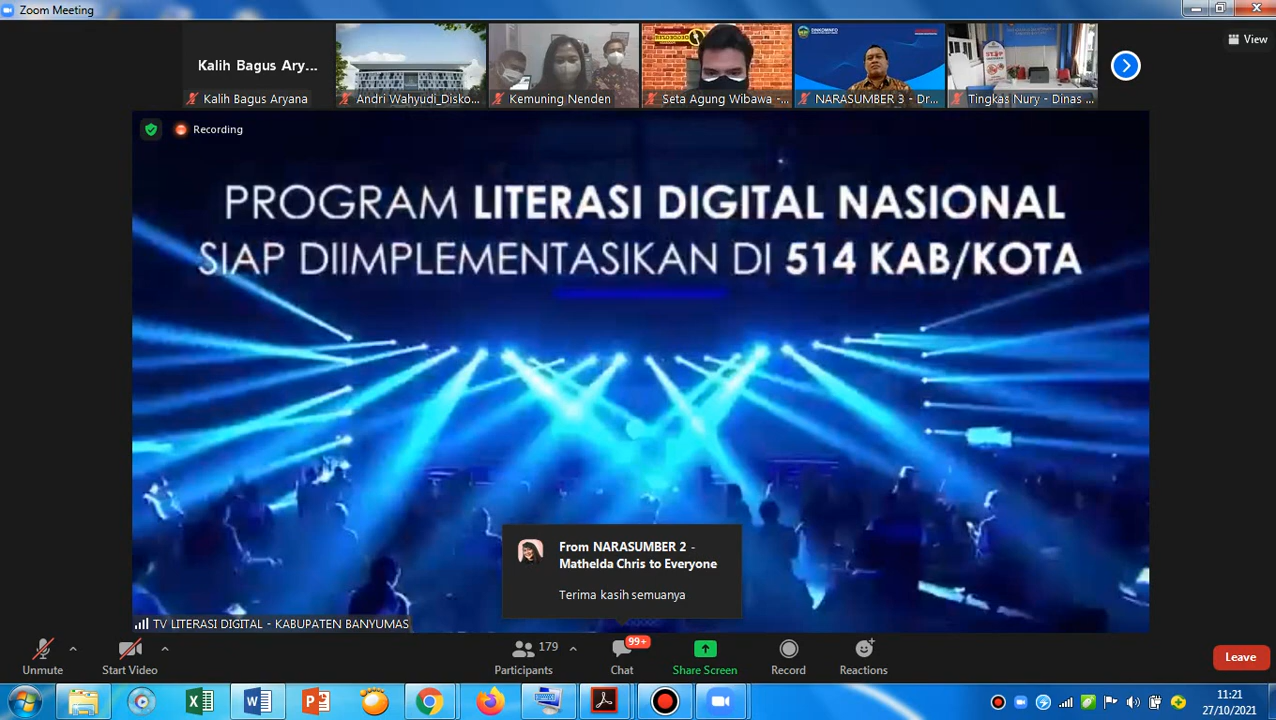 Zoom Meeting
Kalih Bagus Ary...
Kalih Bagus Aryana
Andri Wahyudi_Disko...
Kemuning Nenden
Seta Agung Wibawa -...
DINKOMINFO
NARASUMBER 3 - Dr...
STOP
Tingkas Nury - Dinas ...
View
Recording
PROGRAM LITERASI DIGITAL NASIONAL
SIAP DIIMPLEMENTASIKAN DI 514 KAB/KOTA
From NARASUMBER 2 -
Mathelda Chris to Everyone
Terima kasih semuanya
TV LITERASI DIGITAL - KABUPATEN BANYUMAS
Unmute
Start Video
179
Participants
99+
Chat
Share Screen
Record
Reactions
Leave
11:21
27/10/2021